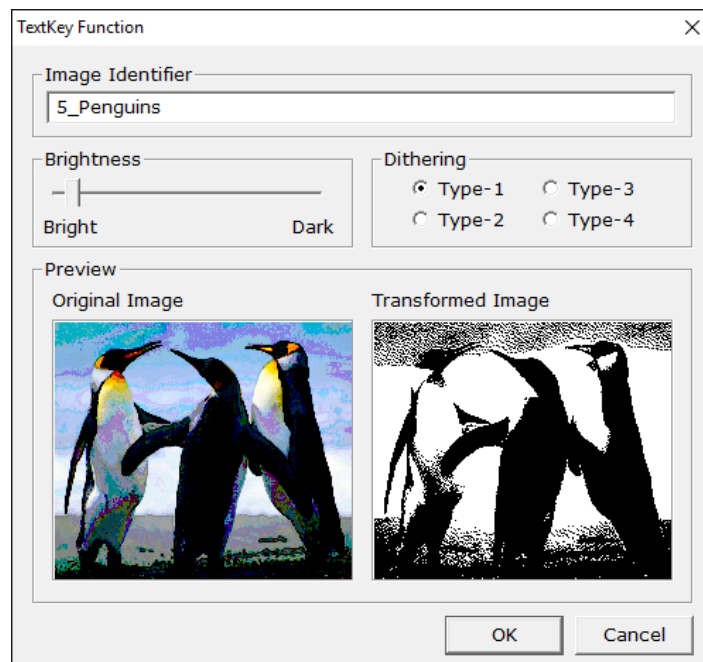 TextKey Function
Image Identifier
5_Penguins
Brightness
Bright Dark
Dithering
Type-1 Type-3
Type-2 Type-4
Preview
Original Image Transformed Image
OK Cancel